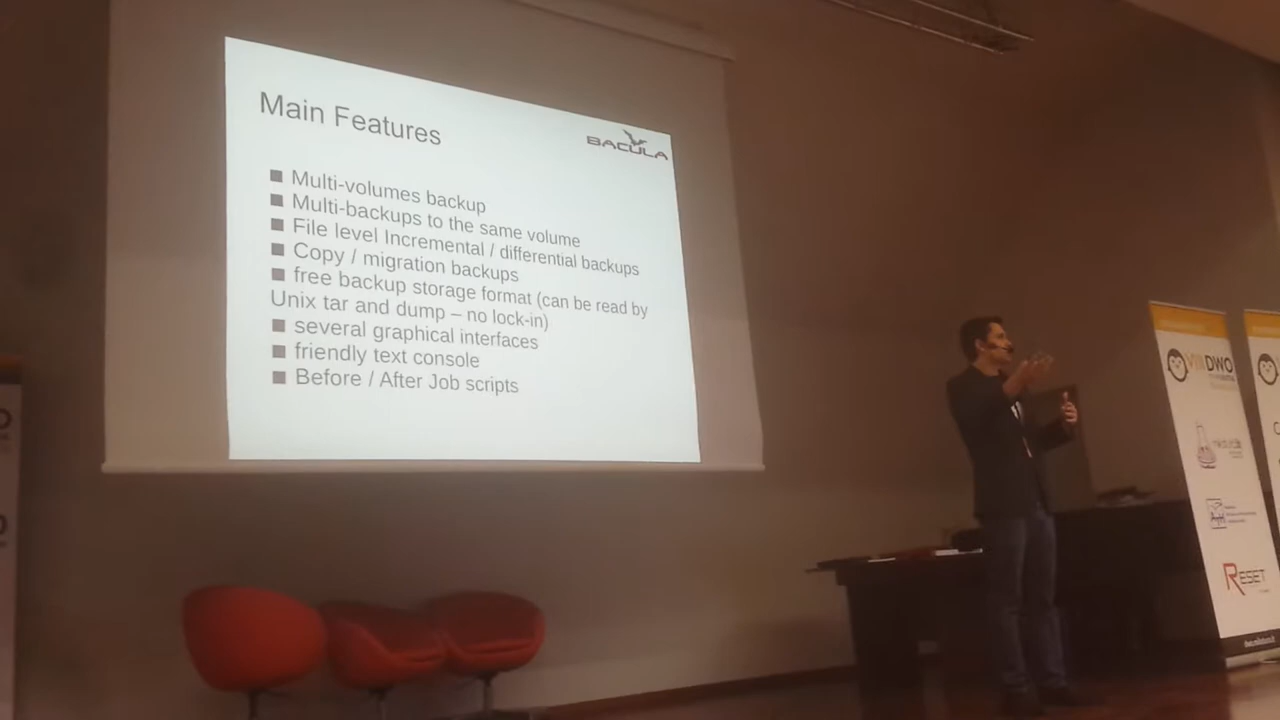 Main Features
BACULA
Multi-volumes backup
Multi-backups to the same volume
File level Incremental / differential backups
Copy / migration backups
free backup storage format (can be read by
Unix tar and dump – no lock-in)
several graphical interfaces
friendly text console
Before / After Job scripts
DWO
RESET